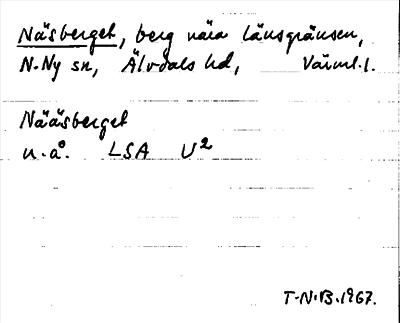 Näsberget, berg nära länsgränsen,
N. Ny sn, Älvdals hd, Värml. l.
Nääsberget
u. å. LSA U2
T-N.B. 1967.